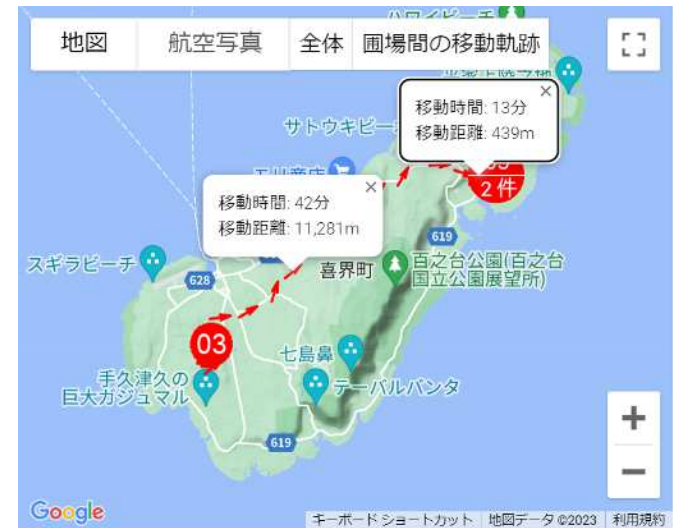 ハワイビーチ
地図
航空写真
全体
圃場間の移動軌跡
移動時間: 13分
移動距離: 439m
サトウキビ
2 件
移動時間: 42分
移動距離: 11,281m
619
スギラビーチ
628
喜界町
百之台公園(百之台
国立公園展望所)
03
七島鼻
手久津久の
巨大ガジュマル
テーバルバンタ
619
Google
キーボード ショートカット
地図データ ©2023
利用規約